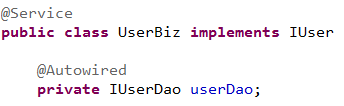 @Service
public class UserBiz implements IUser
@Autowired
private IUserDao userDao;